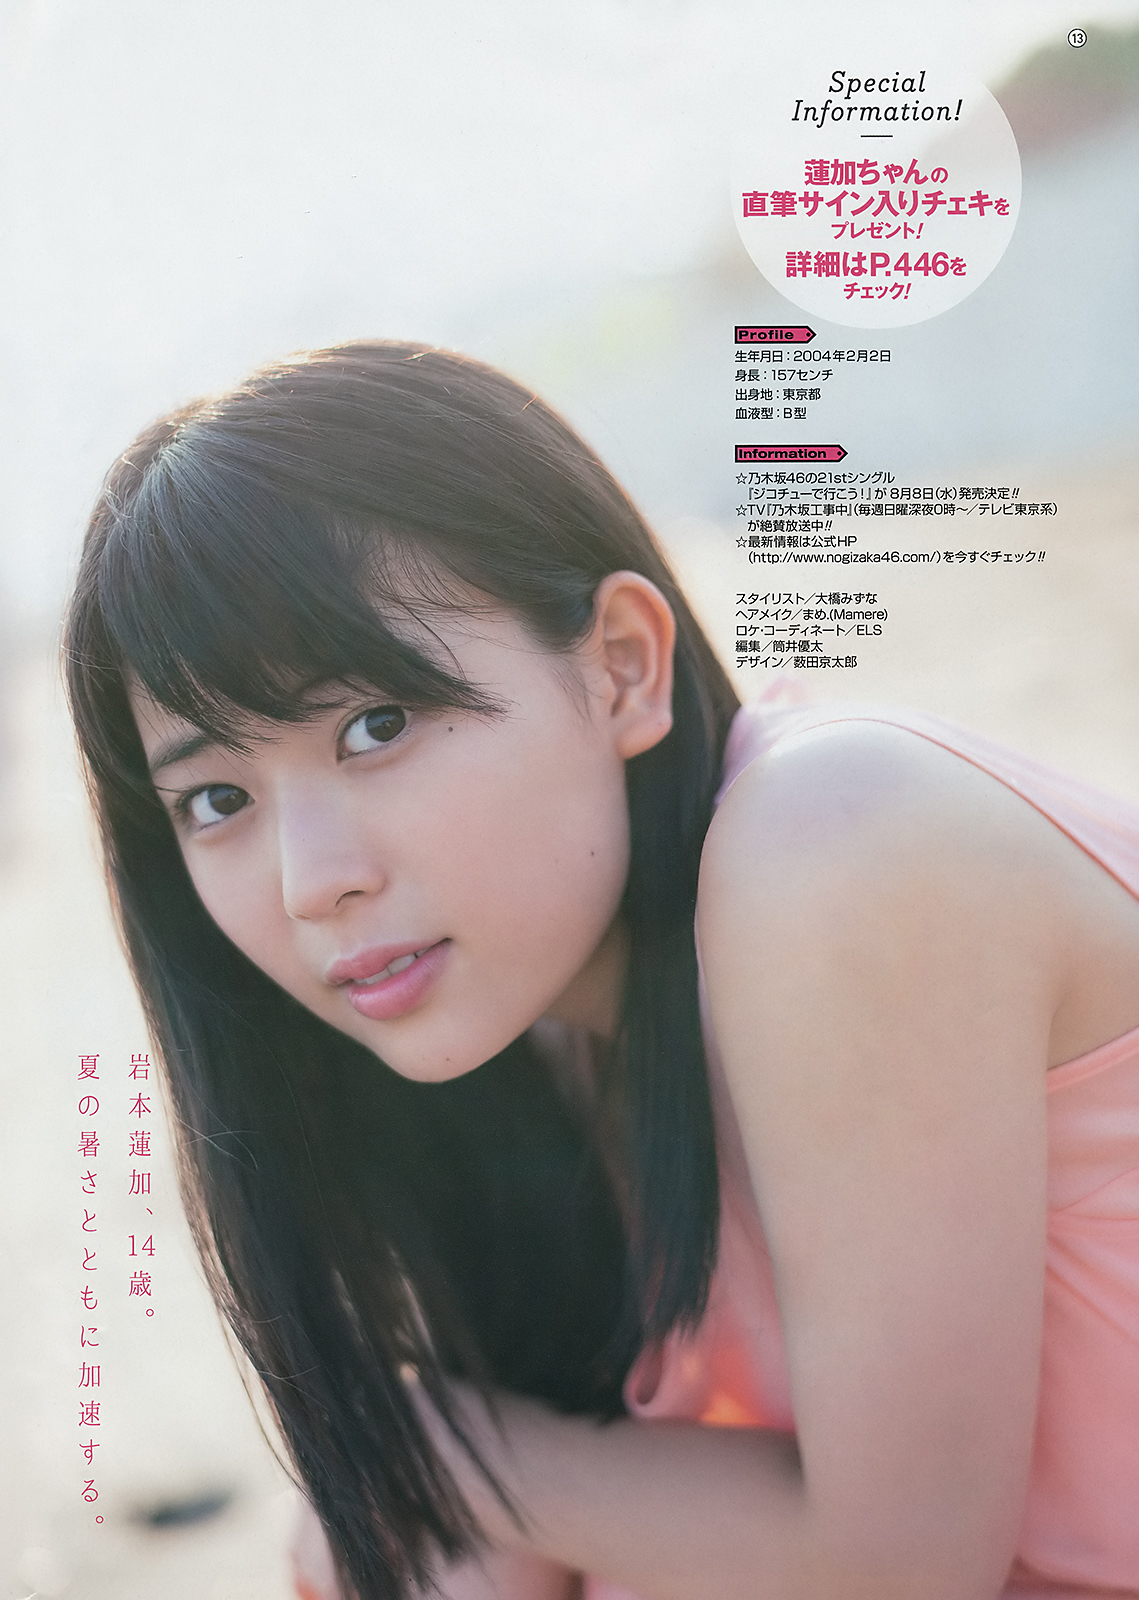 13
Special
Information!
蓮加ちゃんの
直筆サイン入りチェキを
プレゼント!
詳細はP.446を
チェック!
Profile
生年月日：2004年2月2日
身長：157センチ
出身地：東京都
血液型：B型
Information
☆乃木坂46の21stシングル
『ジコチューで行こう！』が8月8日(水)発売決定!!
☆TV『乃木坂工事中』(毎週日曜深夜0時〜／テレビ東京系)
が絶賛放送中!!
☆最新情報は公式HP
(http://www.nogizaka46.com/)を今すぐチェック!!
スタイリスト／大橋みずな
ヘアメイク／まめ.(Mamere)
ロケ・コーディネート／ELS
編集／筒井優太
デザイン／薮田京太郎
岩本蓮加、14歳。
夏の暑さとともに加速する。